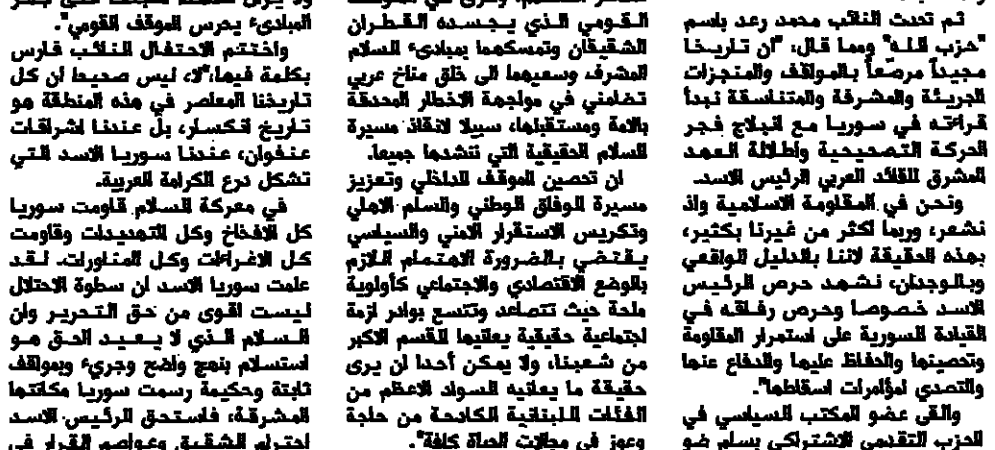 ثم تحدث النائب محمد رعد باسم
"حزب الله" ومما قال: "ان تاريخا
مجيداً مرصّعاً بالمواقف والمنجزات
الجريئة والمشرفة والمتناسقة نبدأ
قراءته في سوريا مع انبلاج فجر
الحركة التصحيحية واطلالة العهد
المشرق للقائد العربي الرئيس الاسد.
ونحن في المقاومة الاسلامية واذ
نشعر، وربما اكثر من غيرنا بكثير،
بهذه الحقيقة لاننا بالدليل الواقعي
وبالوجدان، نشهد حرص الرئيس
الاسد خصوصا وحرص رفاقه في
القيادة السورية على استمرار المقاومة
وتحصينها والحفاظ عليها والدفاع عنها
والتصدي لمؤامرات اسقاطها".
والقى عضو المكتب السياسي في
الحزب التقدمي الاشتراكي بسام ضو
القومي الذي يجسده القطران
الشقيقان وتمسكهما بمبادىء السلام
المشرف وسعيهما الى خلق مناخ عربي
تضامني في مواجهة الاخطار المحدقة
بالامة ومستقبلها، سبيلا لانقاذ مسيرة
السلام الحقيقية التي ننشدها جميعا.
ان تحصين الموقف الداخلي وتعزيز
مسيرة الوفاق الوطني والسلم الاهلي
وتكريس الاستقرار الامني والسياسي
يقتضي بالضرورة الاهتمام اللازم
بالوضع الاقتصادي والاجتماعي كأولوية
ملحة حيث تتصاعد وتتسع بوادر ازمة
اجتماعية حقيقية يعانيها القسم الاكبر
من شعبنا، ولا يمكن أحدا ان يرى
حقيقة ما يعانيه السواد الاعظم من
الفئات اللبنانية الكادحة من حاجة
وعوز في مجالات الحياة كافة".
المبادىء يحرس الموقف القومي".
واختتم الاحتفال النائب فارس
بكلمة فيها: "لا، ليس صحيحا ان كل
تاريخنا المعاصر في هذه المنطقة هو
تاريخ انكسار، بل عندنا اشراقات
عنفوان، عندنا سوريا الاسد التي
تشكل درع الكرامة العربية.
في معركة السلام قاومت سوريا
كل الافخاخ وكل التهديدات وقاومت
كل الاغراءات وكل المناورات. لقد
علمت سوريا الاسد ان سطوة الاحتلال
ليست اقوى من حق التحرير وان
السلام الذي لا يعيد الحق هو
استسلام بنهج واضح وجريء وبمواقف
ثابتة وحكيمة رسمت سوريا مكانتها
المشرقة، فاستحق الرئيس الاسد
احترام الشقيق وعواصم القرار في